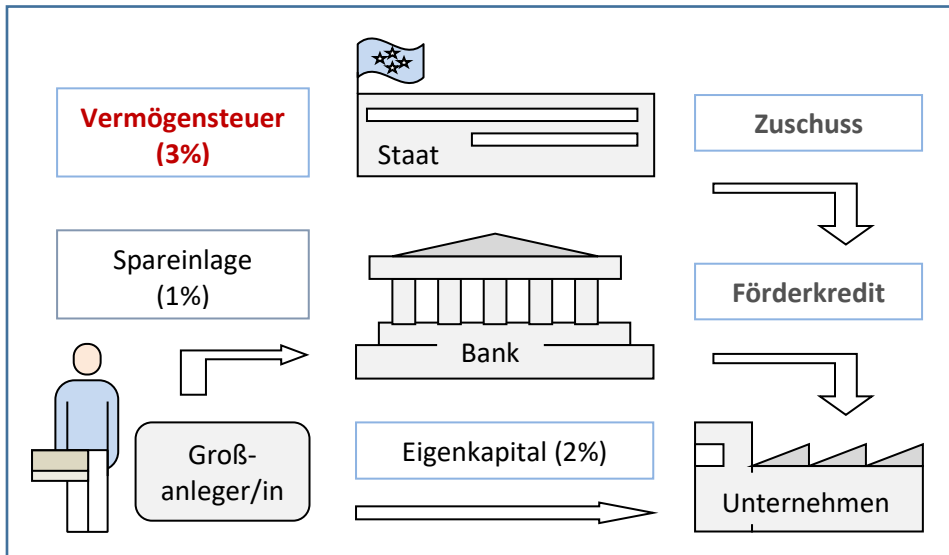 Vermögensteuer
(3%)
Staat
Zuschuss
Spareinlage
(1%)
Bank
Förderkredit
Groß-
anleger/in
Eigenkapital (2%)
Unternehmen